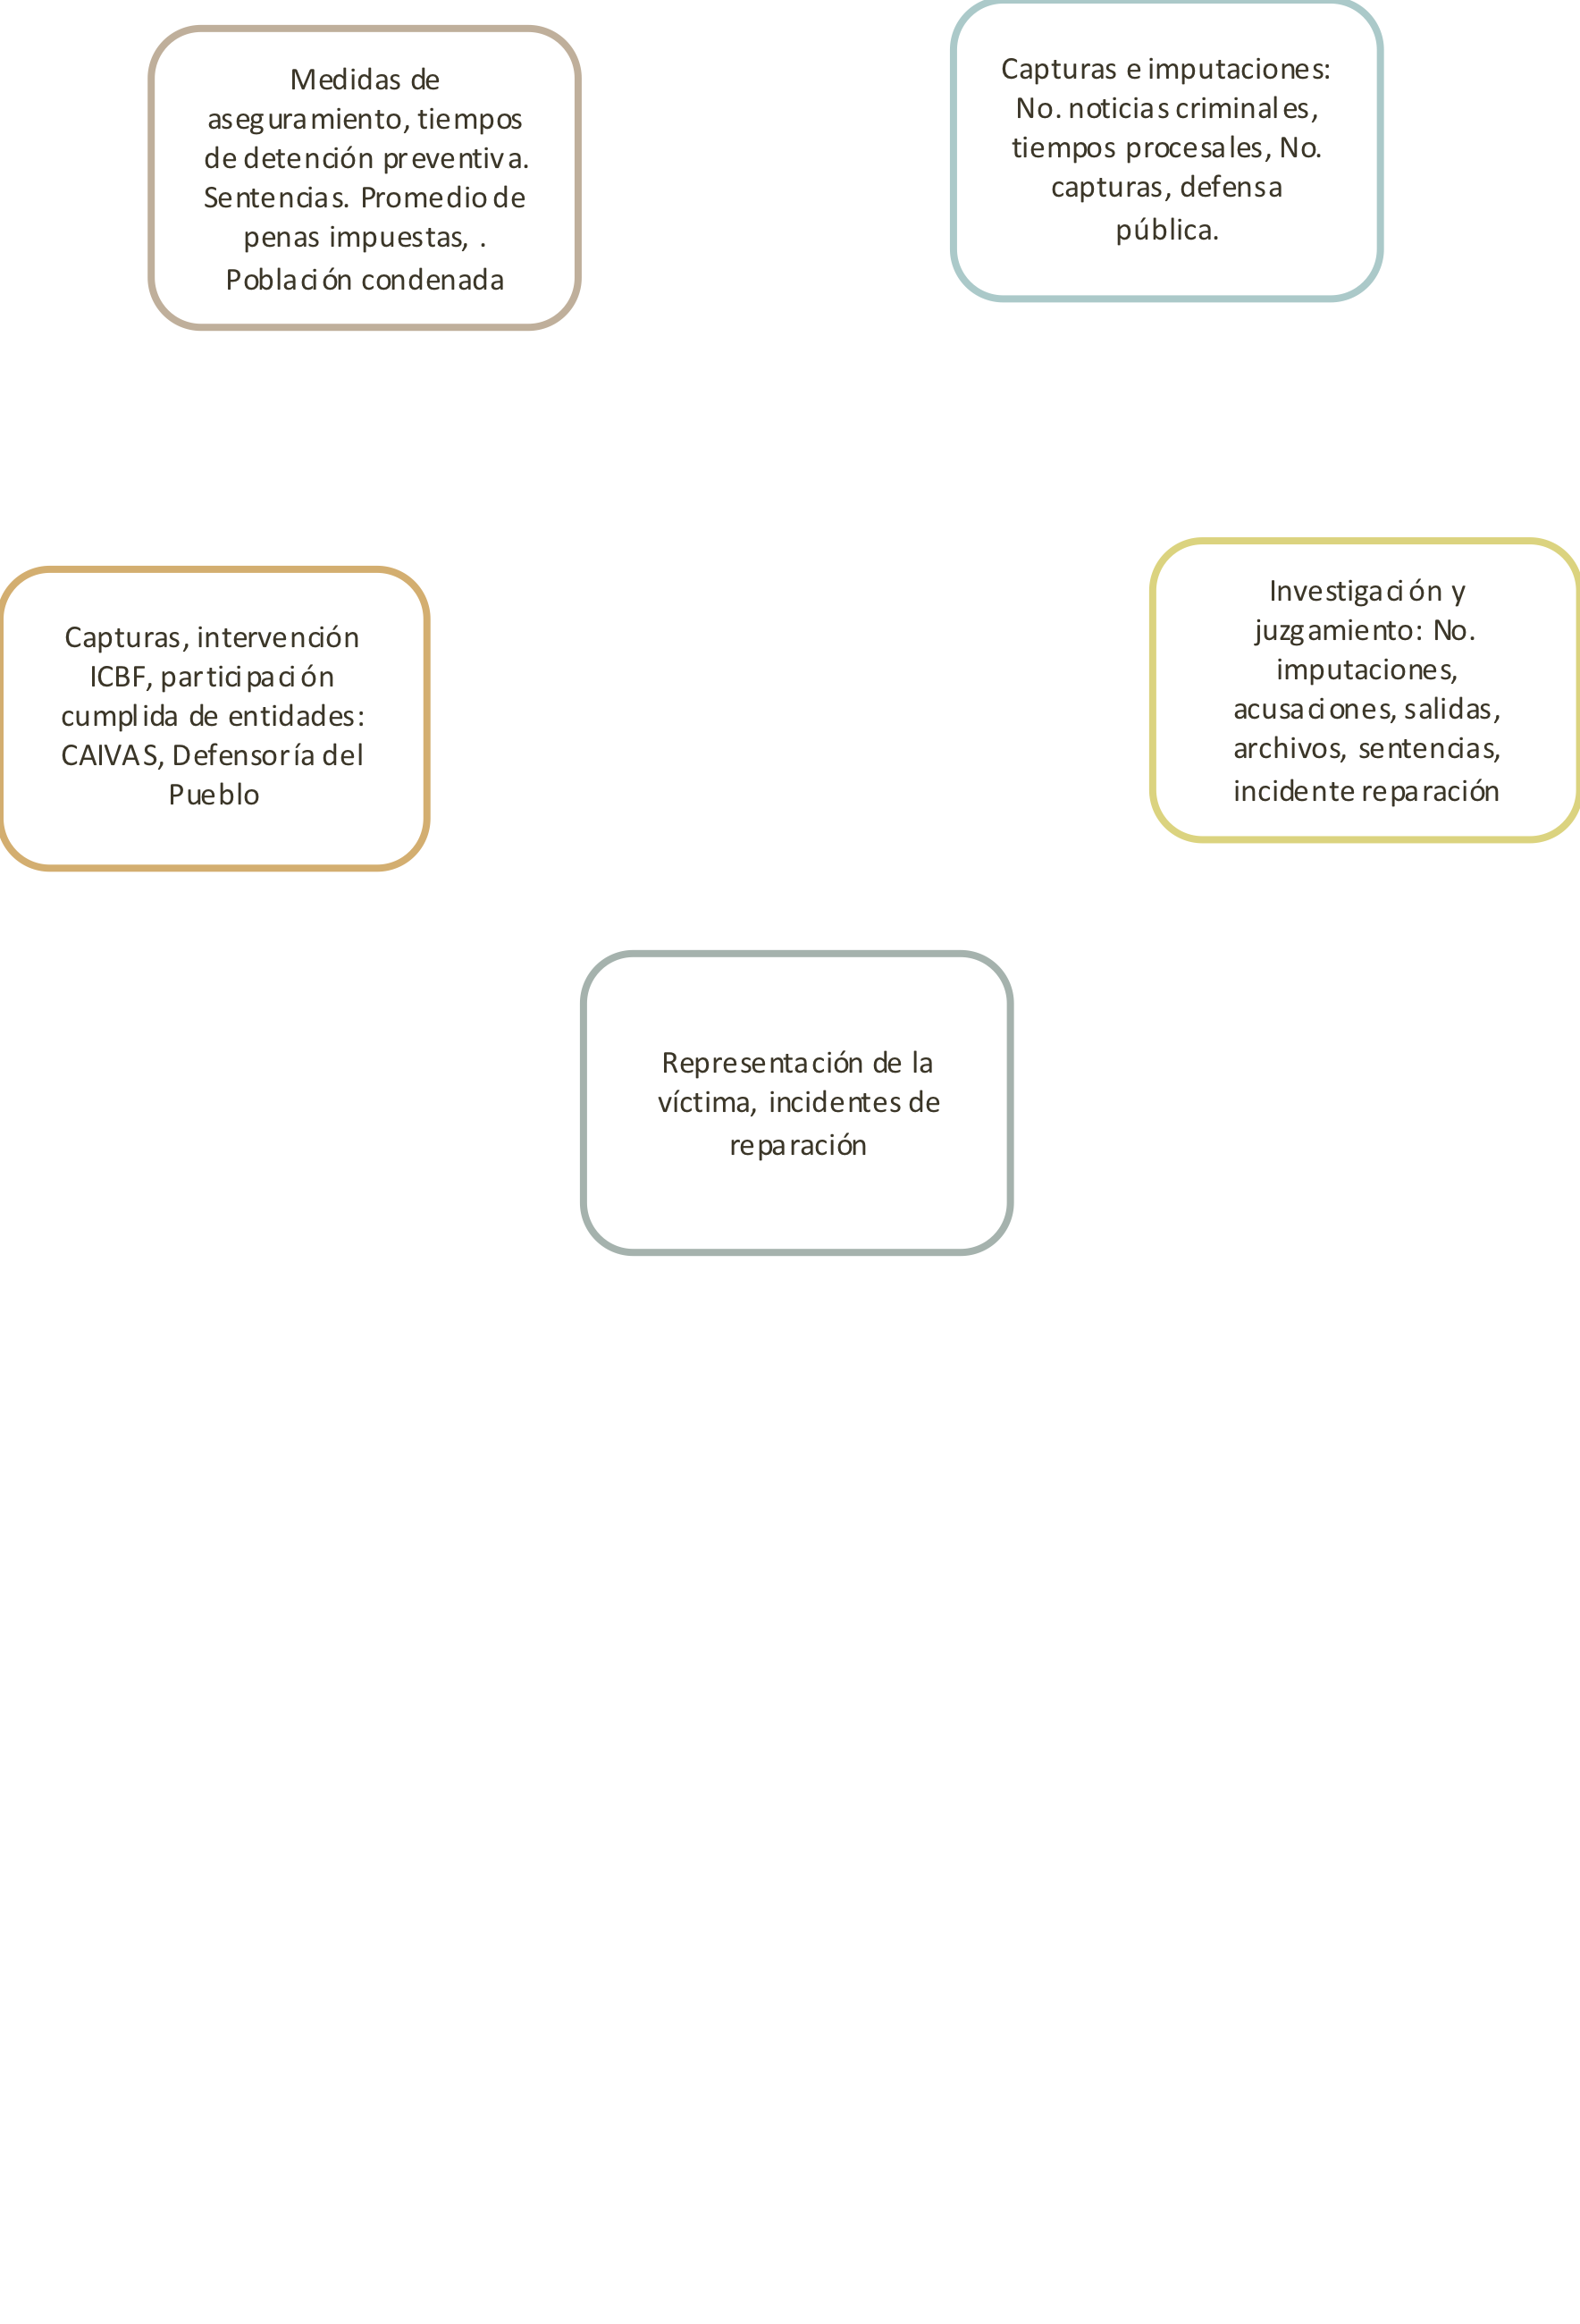 Medidas de
aseguramiento, tiempos
de detención preventiva.
Sentencias. Promedio de
penas impuestas, .
Población condenada
Capturas e imputaciones:
No. noticias criminales,
tiempos procesales, No.
capturas, defensa
pública.
Capturas, intervención
ICBF, participación
cumplida de entidades:
CAIVAS, Defensoría del
Pueblo
Investigación y
juzgamiento: No.
imputaciones,
acusaciones, salidas,
archivos, sentencias,
incidente reparación
Representación de la
víctima, incidentes de
reparación